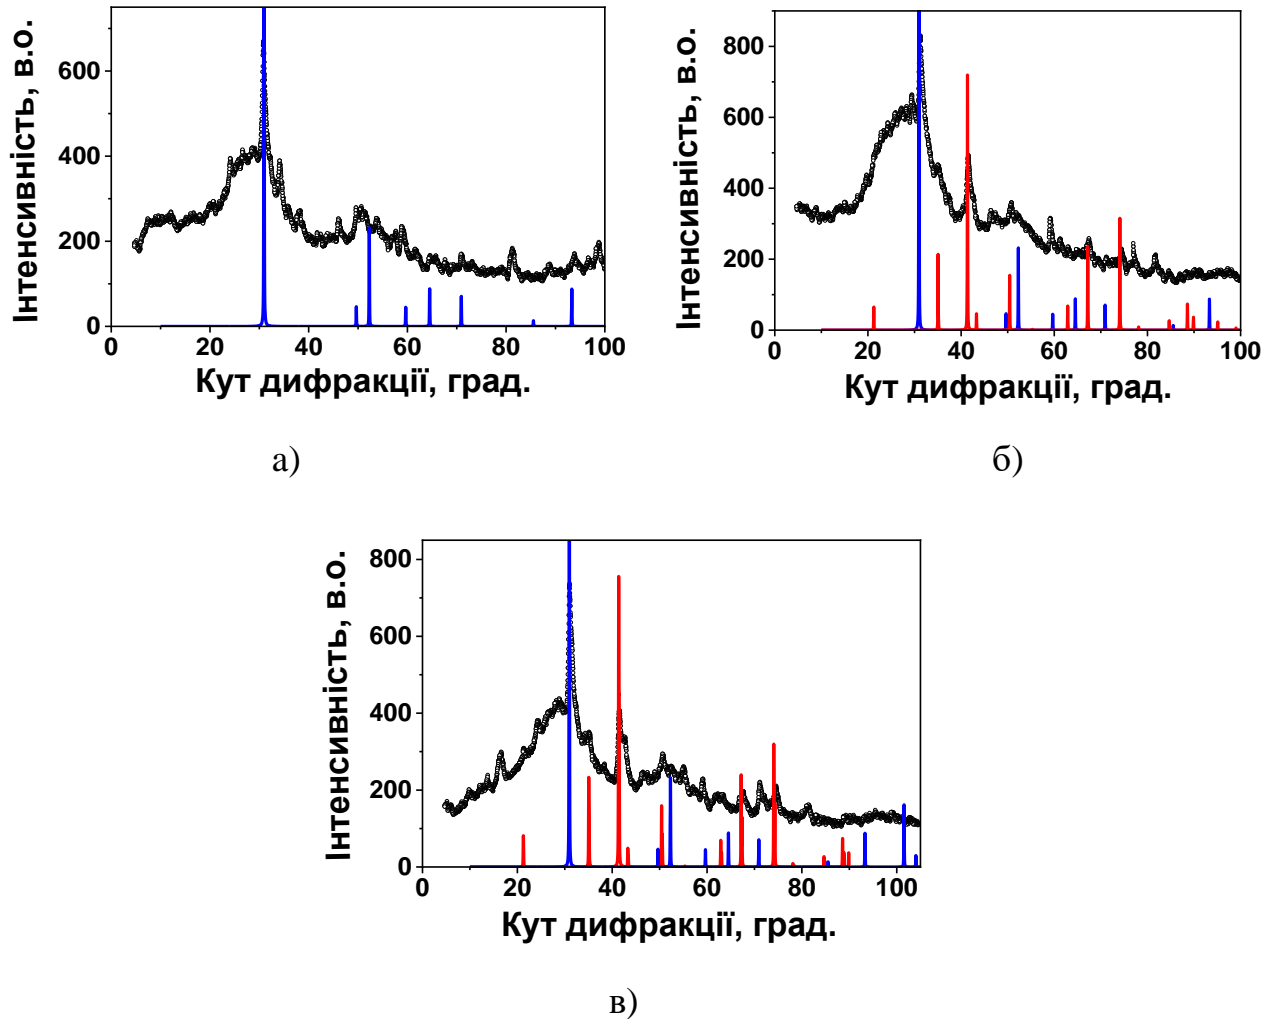 Інтенсивність, в.о.
600
400
200
0
0 20 40 60 80 100
Кут дифракції, град.
а)
Інтенсивність, в.о.
800
600
400
200
0
0 20 40 60 80 100
Кут дифракції, град.
б)
Інтенсивність, в.о.
800
600
400
200
0
0 20 40 60 80 100
Кут дифракції, град.
в)